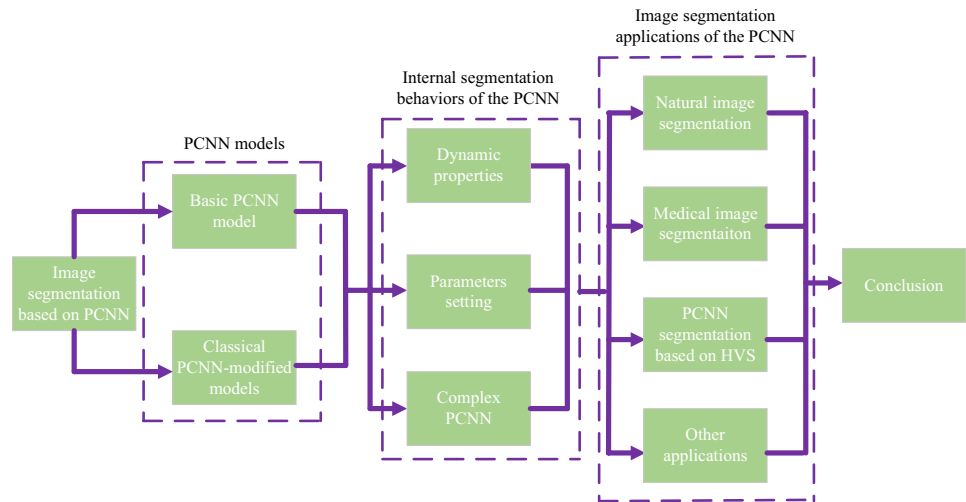 Image segmentation
based on PCNN
PCNN models
Basic PCNN
model
Classical
PCNN-modified
models
Internal segmentation
behaviors of the PCNN
Dynamic
properties
Parameters
setting
Complex
PCNN
Image segmentation
applications of the PCNN
Natural image
segmentation
Medical image
segmentaiton
PCNN
segmentation
based on HVS
Other
applications
Conclusion